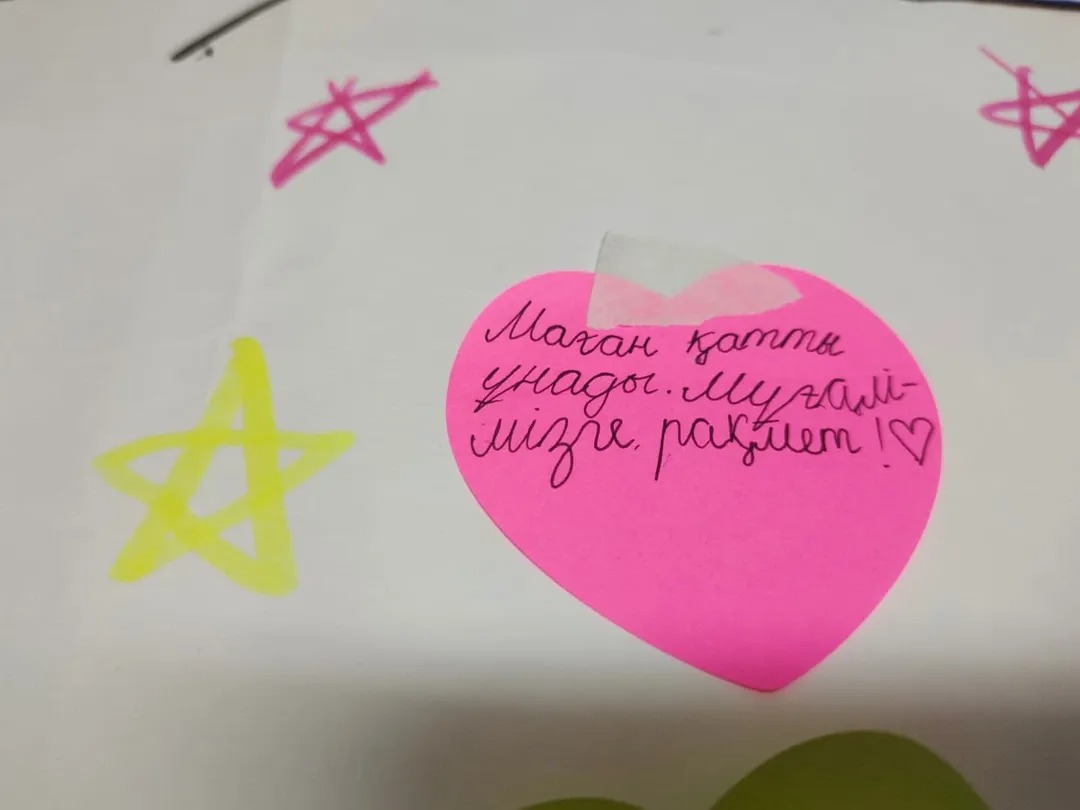 Маған қатты
ұнады. Мұғалі-
мізге, рақмет!♡